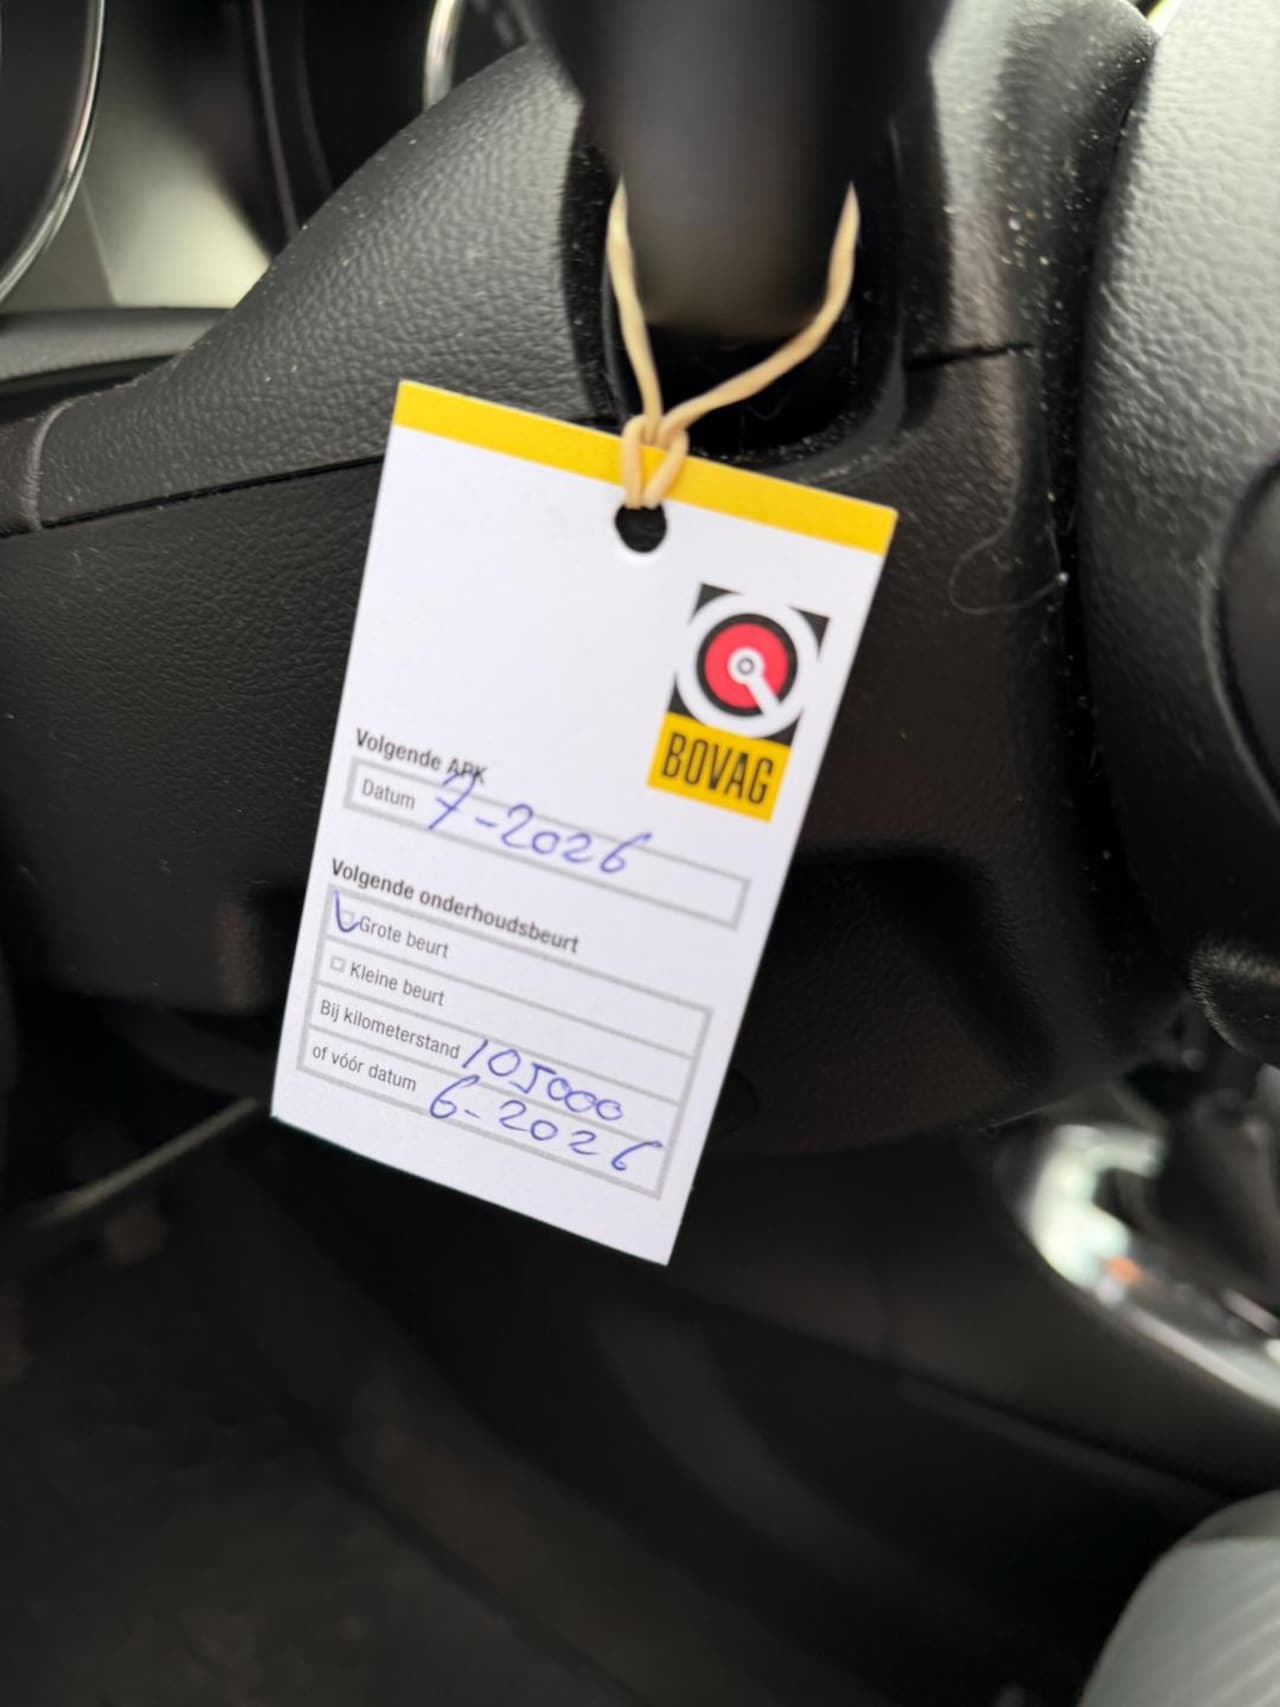 BOVAG
Volgende APK
Datum 7-2026
Volgende onderhoudsbeurt
Grote beurt
Kleine beurt
Bij kilometerstand 105000
of vóór datum 6-2026